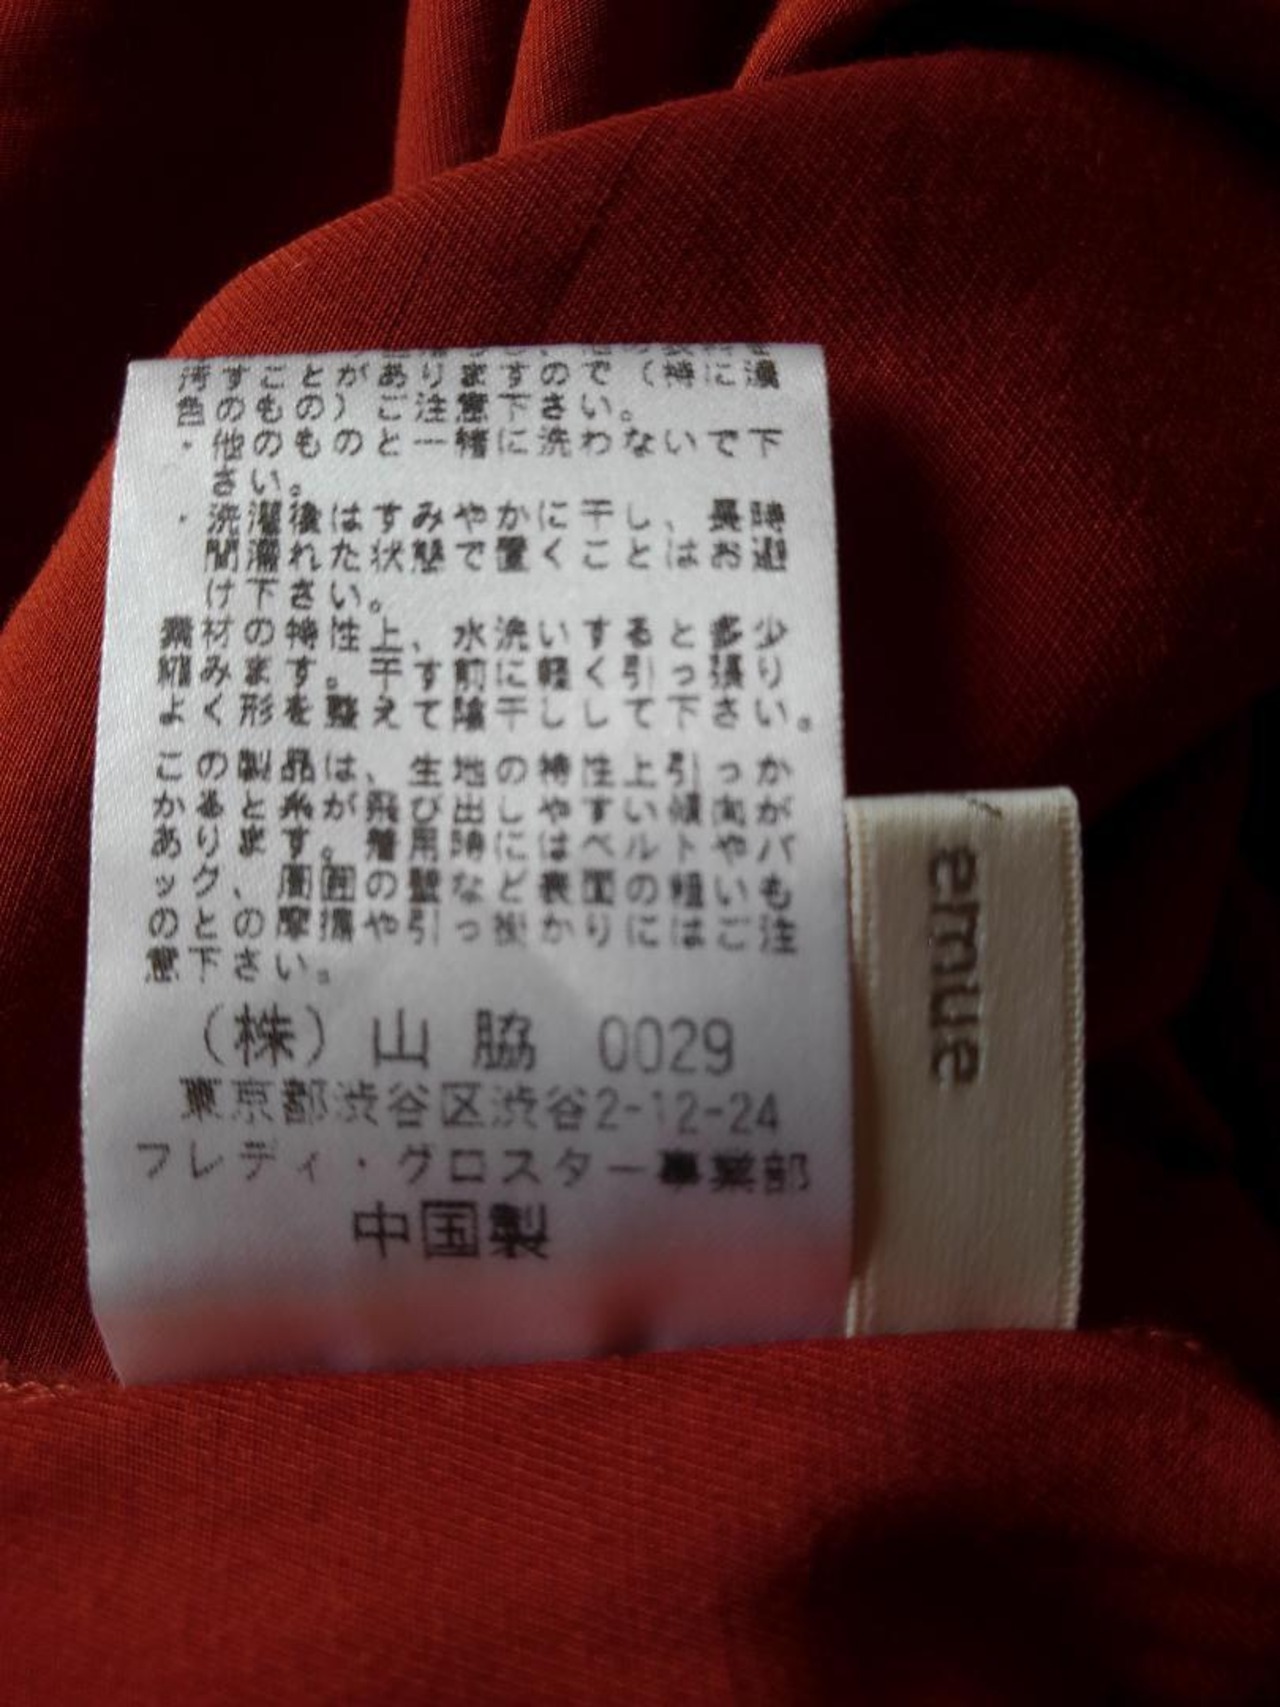 汚すことがありますので（特に濃
色のもの）ご注意下さい。
・他のものと一緒に洗わないで下
さい。
・洗濯後はすみやかに干し、長時
間濡れた状態で置くことはお避
け下さい。
素材の特性上、水洗いすると多少
縮みます。干す前に軽く引っ張り
よく形を整えて陰干しして下さい。
この製品は、生地の特性上引っか
かると糸が飛び出しやすい傾向が
あります。着用時にはベルトやバ
ッグ、周囲の壁など表面の粗いも
のとの摩擦や引っ掛かりにはご注
意下さい。
（株）山 脇 0029
東京都渋谷区渋谷2-12-24
フレディ・グロスター事業部
中国製
emue